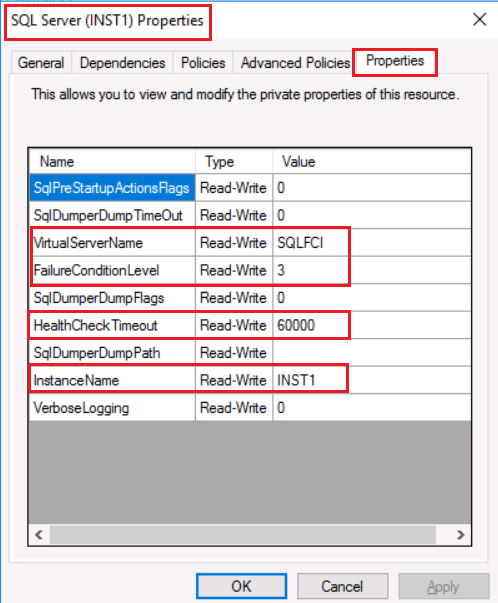 SQL Server (INST1) Properties
General Dependencies Policies Advanced Policies Properties
This allows you to view and modify the private properties of this resource.
Name Type Value
SqlPreStartupActionsFlags Read-Write 0
SqlDumperDumpTimeOut Read-Write 0
VirtualServerName Read-Write SQLFCI
FailureConditionLevel Read-Write 3
SqlDumperDumpFlags Read-Write 0
HealthCheckTimeout Read-Write 60000
SqlDumperDumpPath Read-Write
InstanceName Read-Write INST1
VerboseLogging Read-Write 0
OK Cancel Apply